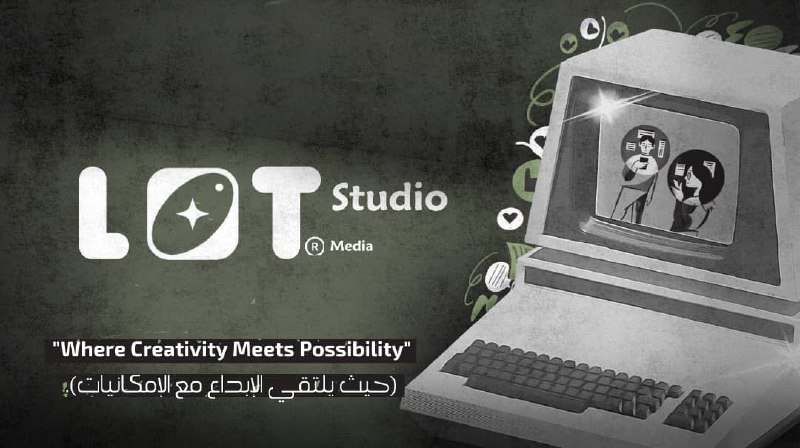 LOT Studio
® Media
"Where Creativity Meets Possibility"
(حيث يلتقي الإبداع مع الإمكانيات).